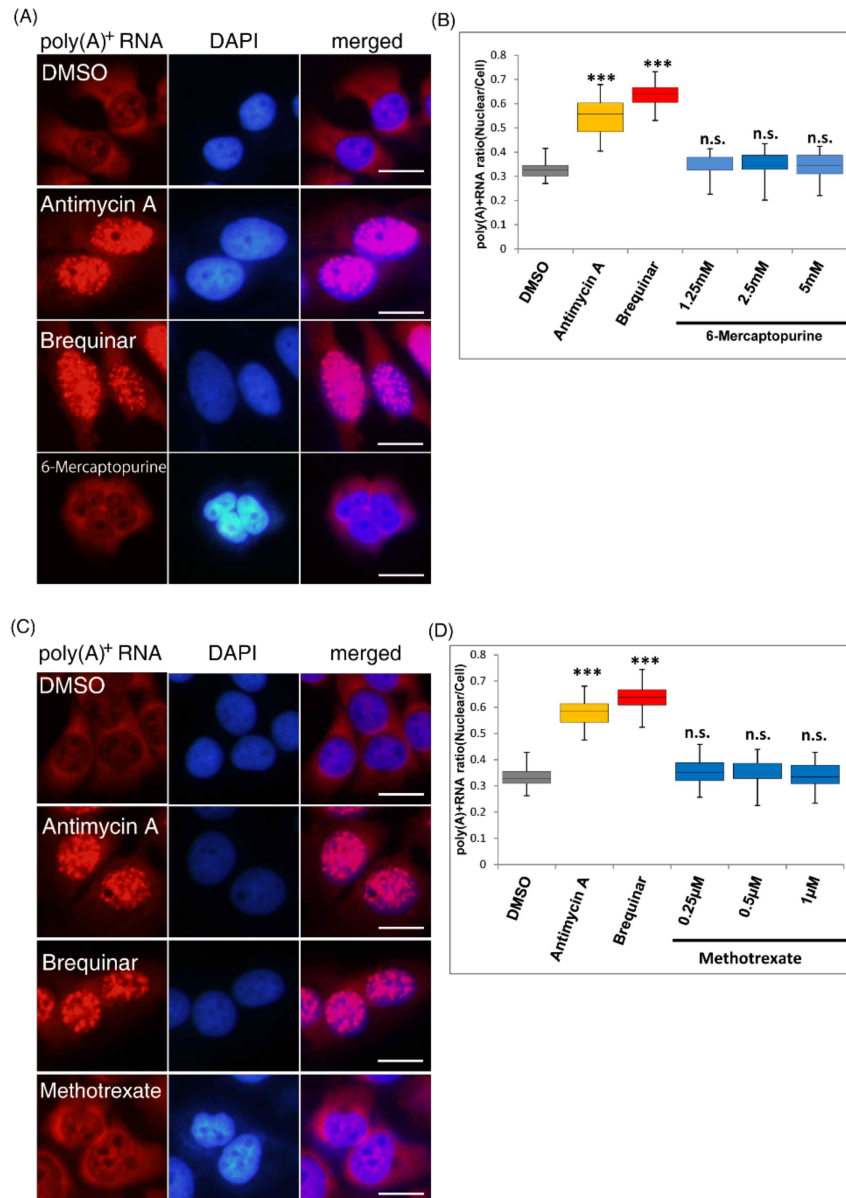 (A)
poly(A)+ RNA DAPI merged
DMSO
Antimycin A
Brequinar
6-Mercaptopurine
(B)
poly(A)+RNA ratio(Nuclear/Cell)
0.8
0.7
0.6
0.5
0.4
0.3
0.2
0.1
0
***
***
n.s.
n.s.
n.s.
DMSO
Antimycin A
Brequinar
1.25mM
2.5mM
5mM
6-Mercaptopurine
(C)
poly(A)+ RNA DAPI merged
DMSO
Antimycin A
Brequinar
Methotrexate
(D)
poly(A)+RNA ratio(Nuclear/Cell)
0.8
0.7
0.6
0.5
0.4
0.3
0.2
0.1
0
***
***
n.s.
n.s.
n.s.
DMSO
Antimycin A
Brequinar
0.25μM
0.5μM
1μM
Methotrexate